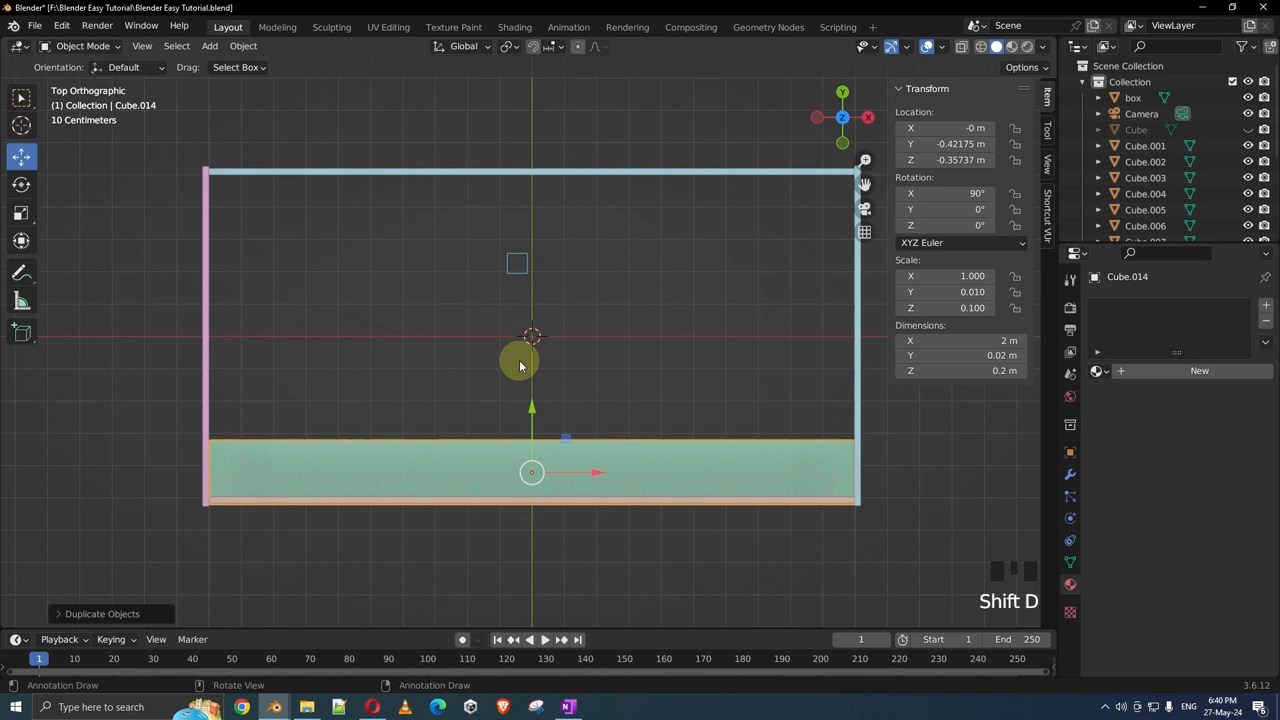 Blender* [F:\Blender Easy Tutorial\Blender Easy Tutorial.blend]
File Edit Render Window Help Layout Modeling Sculpting UV Editing Texture Paint Shading Animation Rendering Compositing Geometry Nodes Scripting Scene ViewLayer
Object Mode View Select Add Object Global
Orientation: Default Drag: Select Box Options
Scene Collection
Collection
box
Camera
Cube
Cube.001
Cube.002
Cube.003
Cube.004
Cube.005
Cube.006
Top Orthographic
(1) Collection | Cube.014
10 Centimeters
Y
X
Z
Transform
Location:
X -0 m
Y -0.42175 m
Z -0.35737 m
Rotation:
X 90°
Y 0°
Z 0°
XYZ Euler
Scale:
X 1.000
Y 0.010
Z 0.100
Dimensions:
X 2 m
Y 0.02 m
Z 0.2 m
Item
Tool
View
Shortcut VUr
Cube.014
New
Shift D
Duplicate Objects
Playback Keying View Marker 1 Start 1 End 250
1 10 20 30 40 50 60 70 80 90 100 110 120 130 140 150 160 170 180 190 200 210 220 230 240 250
Annotation Draw Rotate View Annotation Draw 3.6.12
Type here to search
6:40 PM
27-May-24